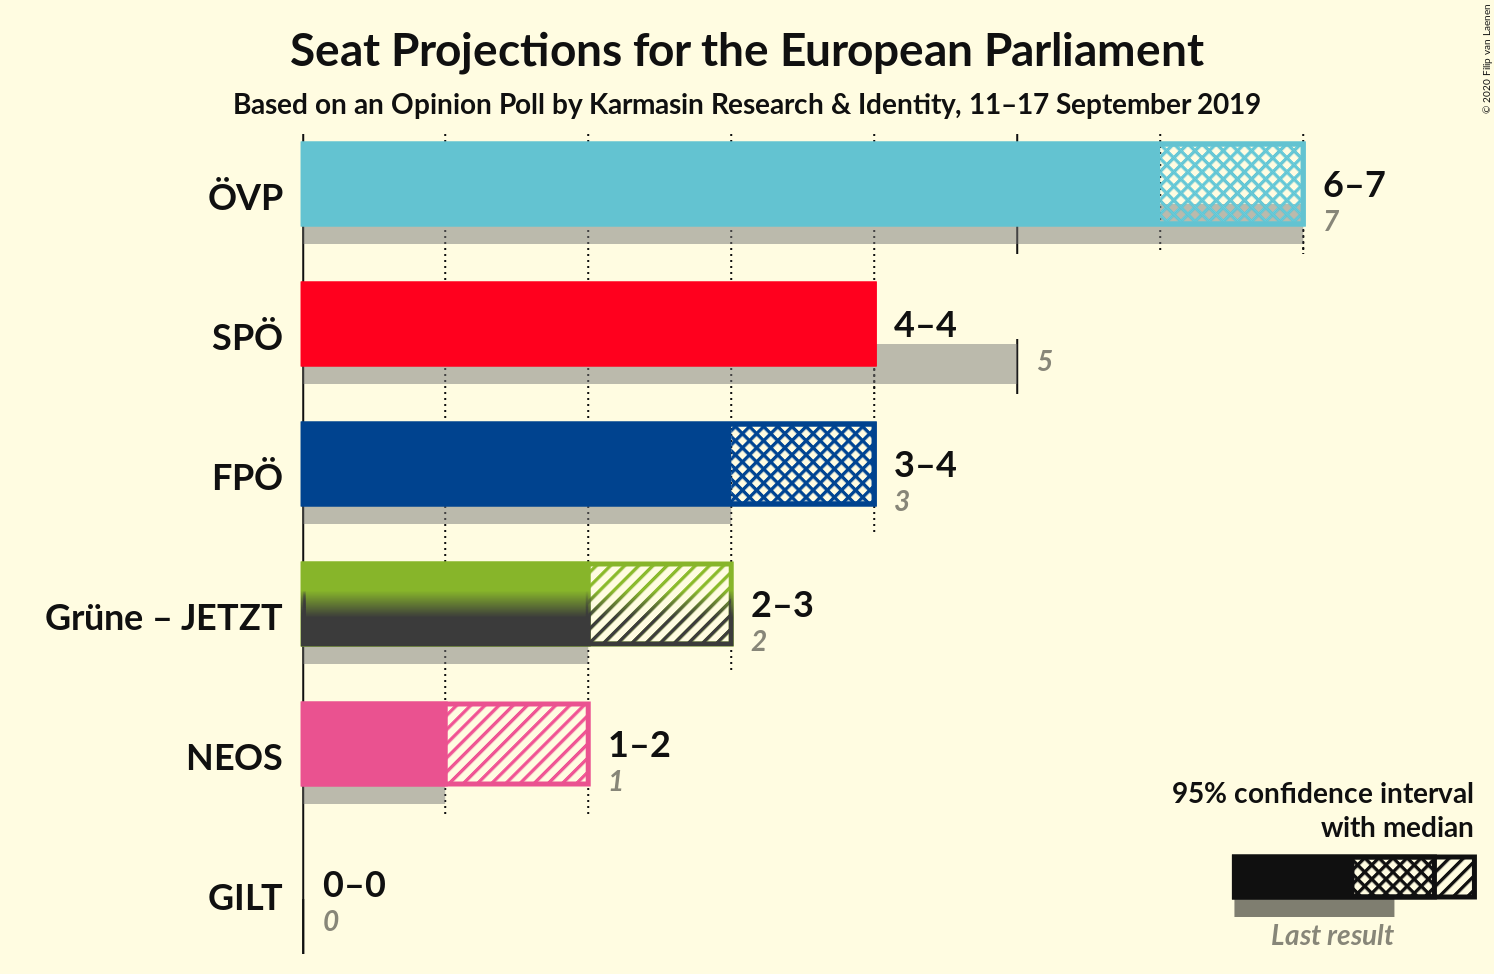 Seat Projections for the European Parliament
Based on an Opinion Poll by Karmasin Research & Identity, 11–17 September 2019
© 2020 Filip van Laenen
ÖVP
6–7
7
SPÖ
4–4
5
FPÖ
3–4
3
Grüne – JETZT
2–3
2
NEOS
1–2
1
GILT
0–0
0
95% confidence interval
with median
Last result